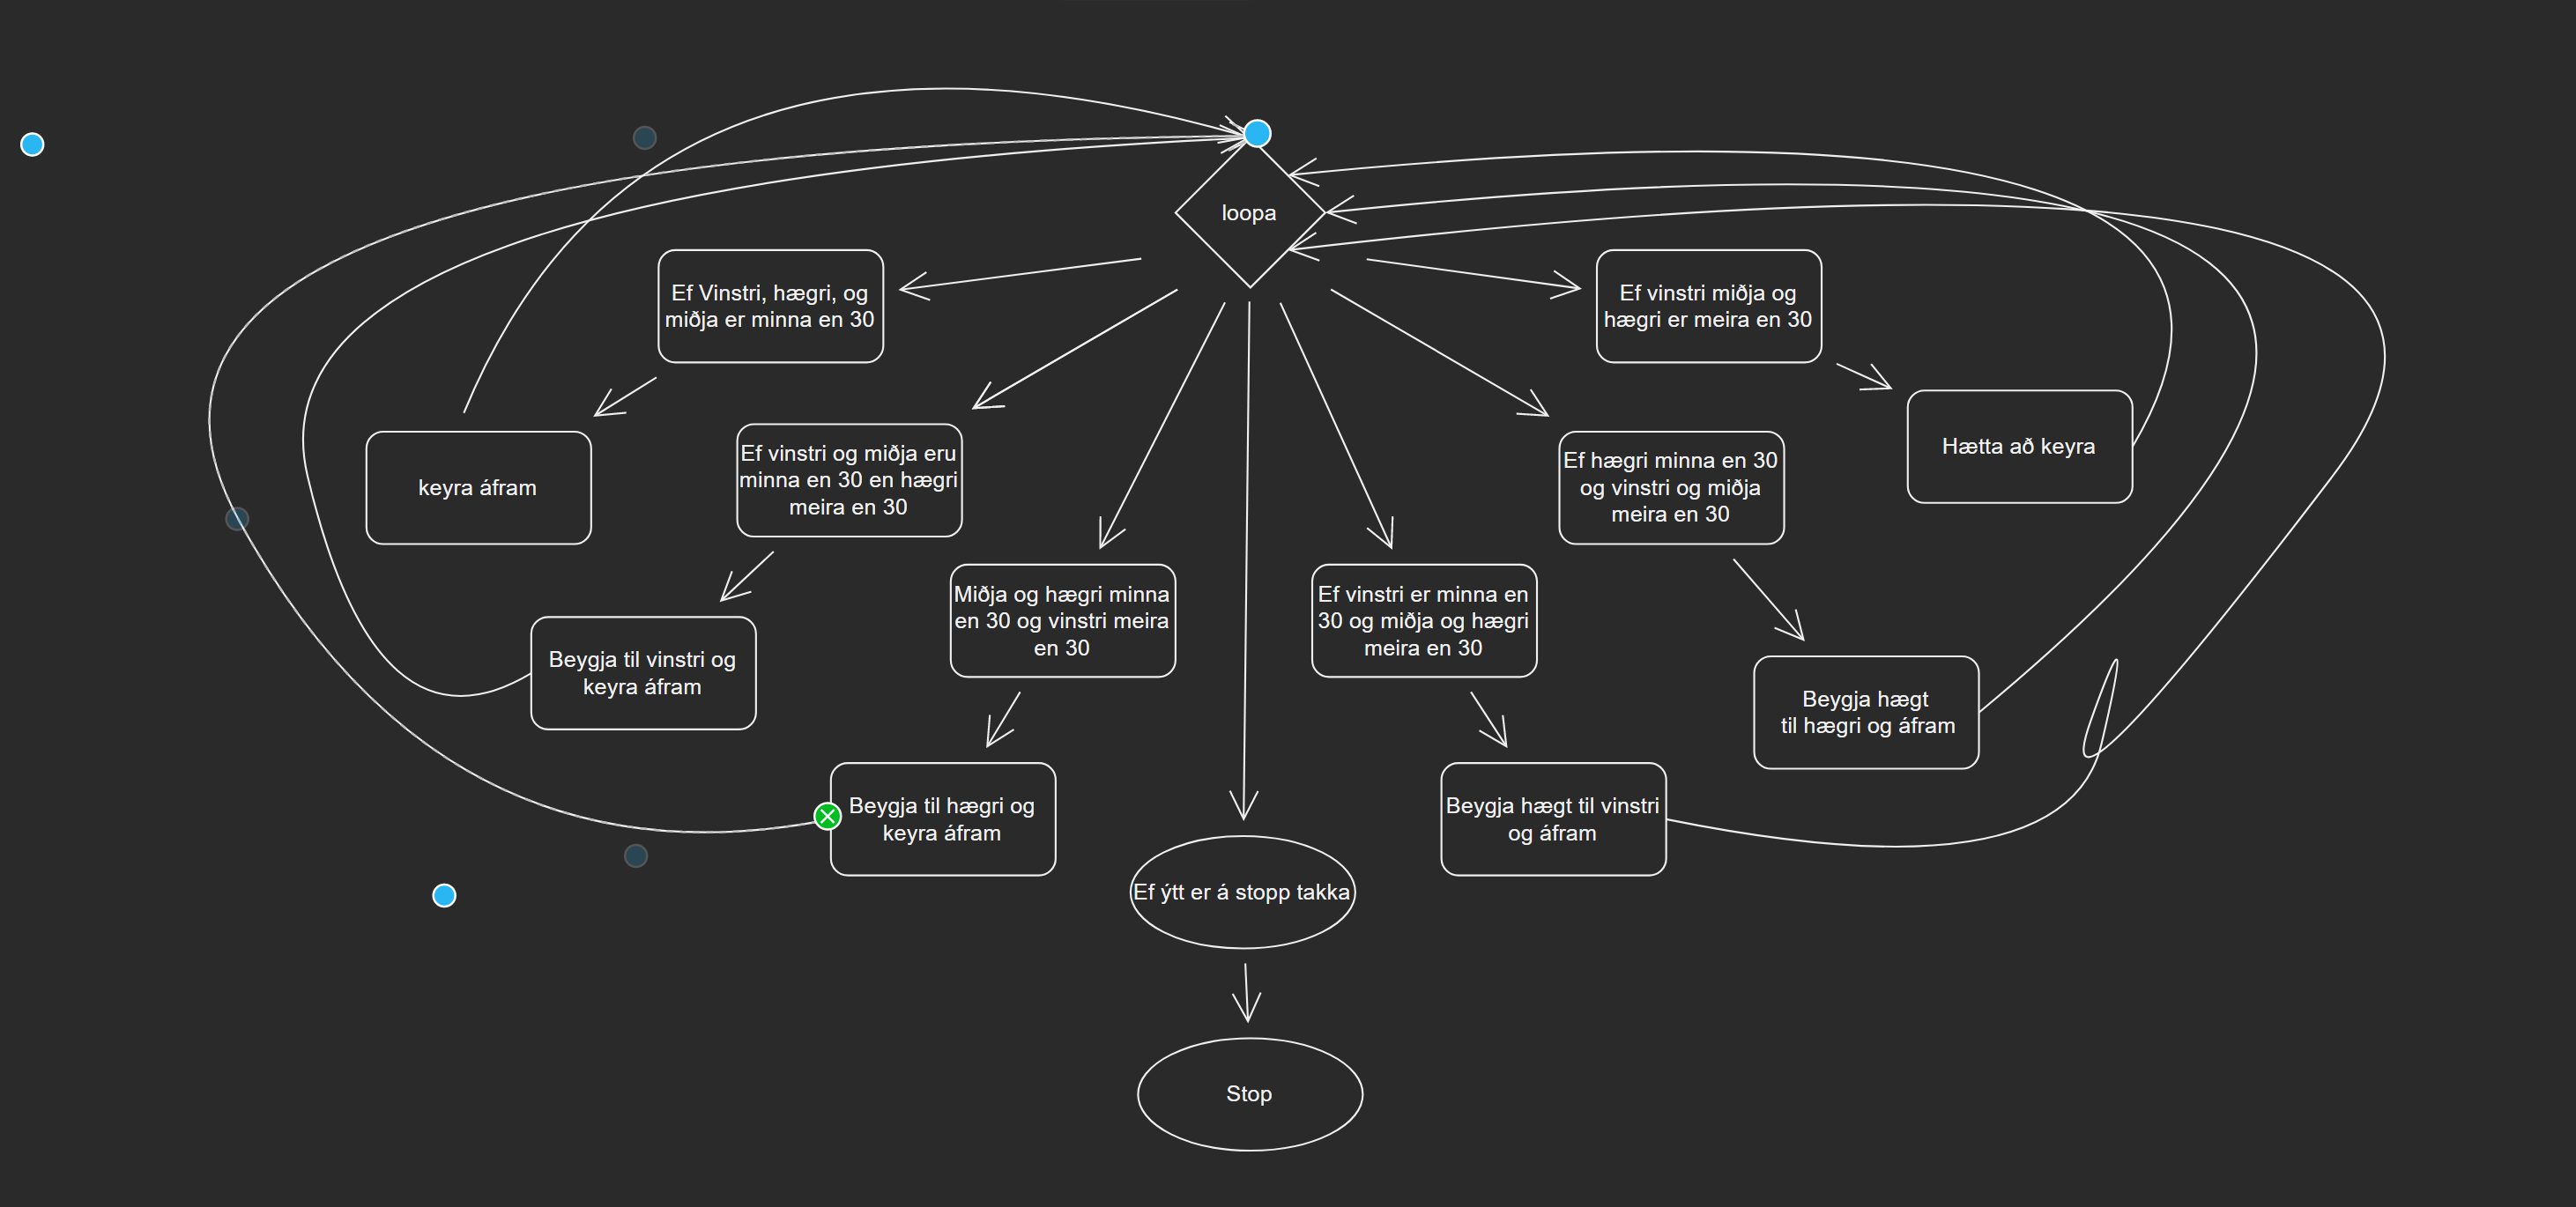 loopa
Ef Vinstri, hægri, og
miðja er minna en 30
Ef vinstri miðja og
hægri er meira en 30
keyra áfram
Ef vinstri og miðja eru
minna en 30 en hægri
meira en 30
Ef hægri minna en 30
og vinstri og miðja
meira en 30
Hætta að keyra
Miðja og hægri minna
en 30 og vinstri meira
en 30
Ef vinstri er minna en
30 og miðja og hægri
meira en 30
Beygja til vinstri og
keyra áfram
Beygja hægt
til hægri og áfram
Beygja til hægri og
keyra áfram
Beygja hægt til vinstri
og áfram
Ef ýtt er á stopp takka
Stop